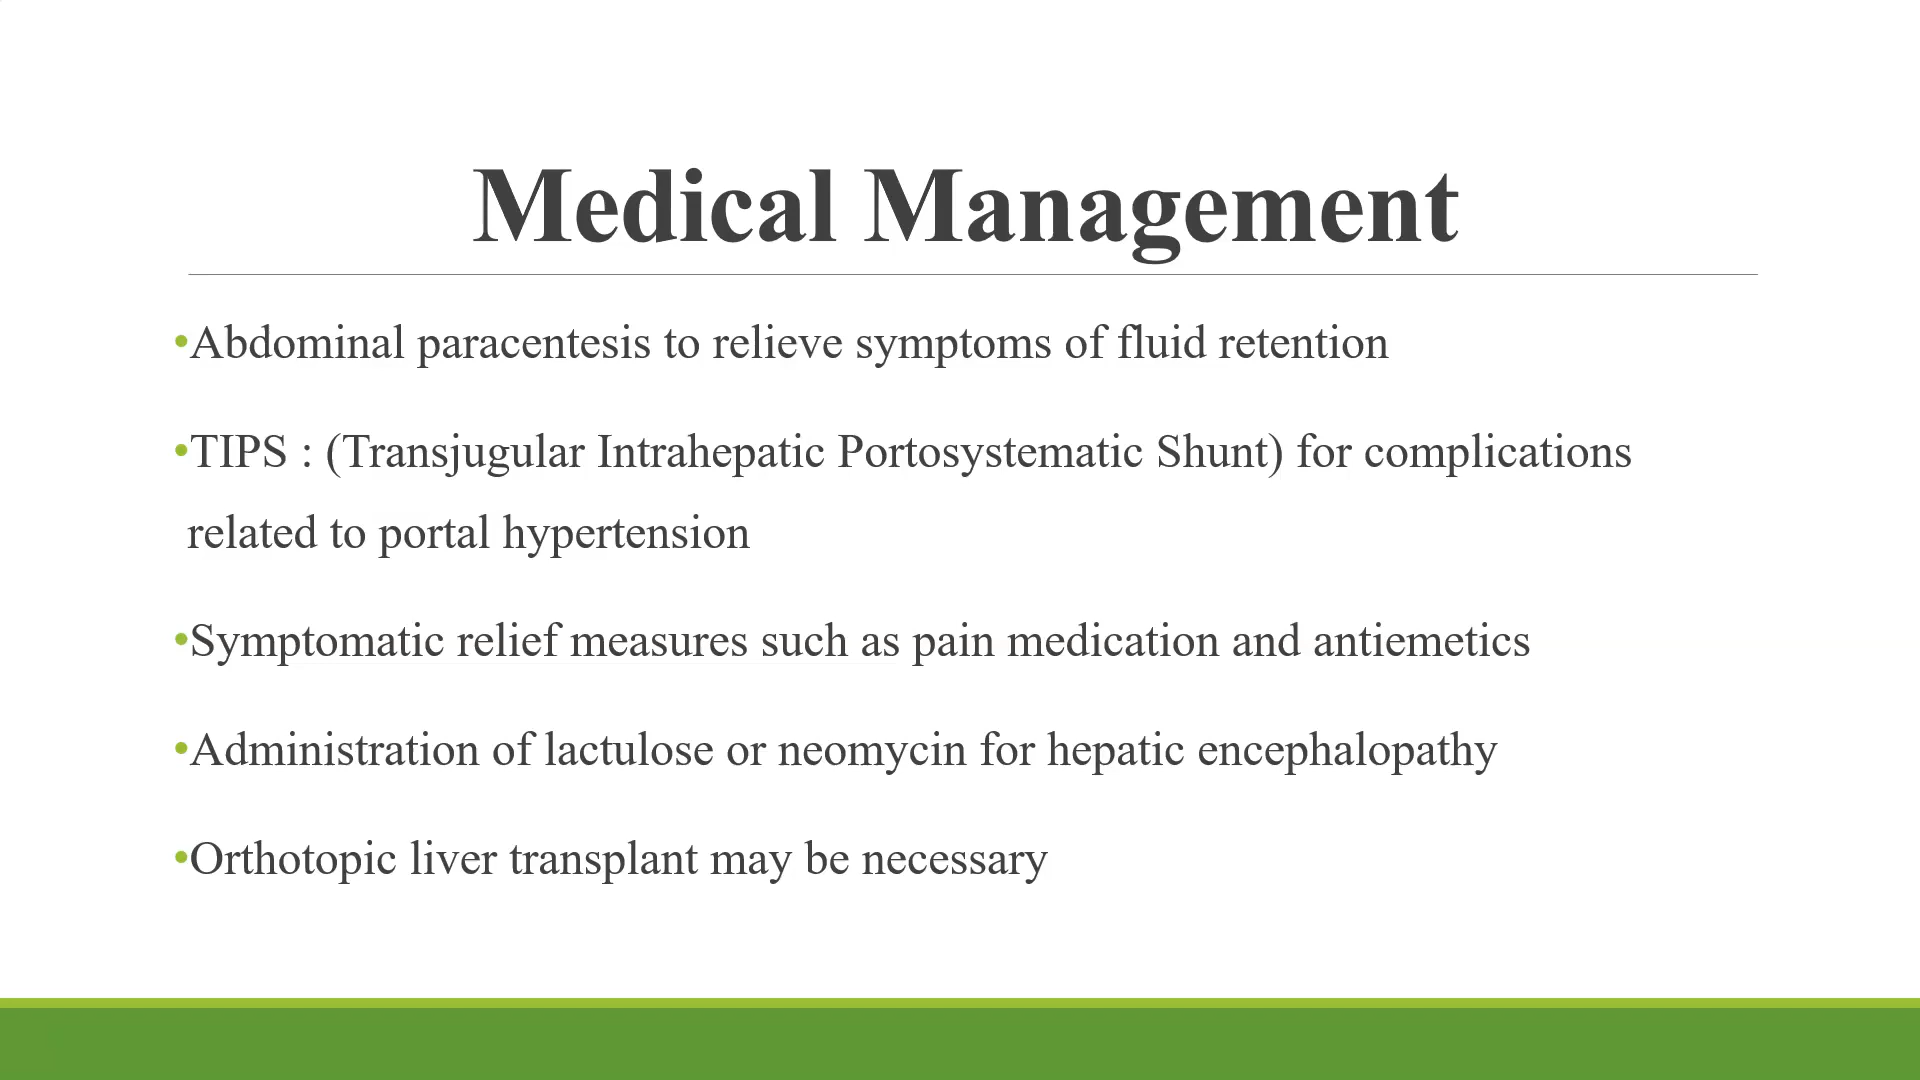 Medical Management
•Abdominal paracentesis to relieve symptoms of fluid retention
•TIPS : (Transjugular Intrahepatic Portosystematic Shunt) for complications
related to portal hypertension
•Symptomatic relief measures such as pain medication and antiemetics
•Administration of lactulose or neomycin for hepatic encephalopathy
•Orthotopic liver transplant may be necessary